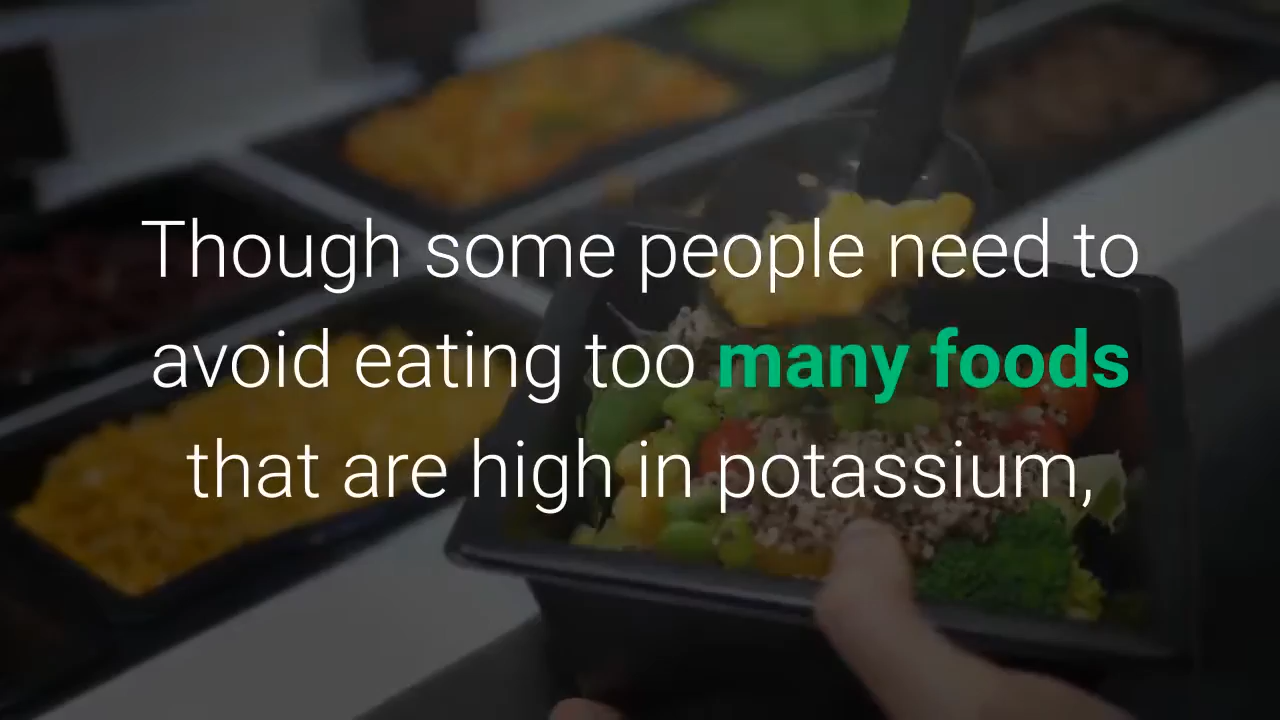 Though some people need to
avoid eating too many foods
that are high in potassium,